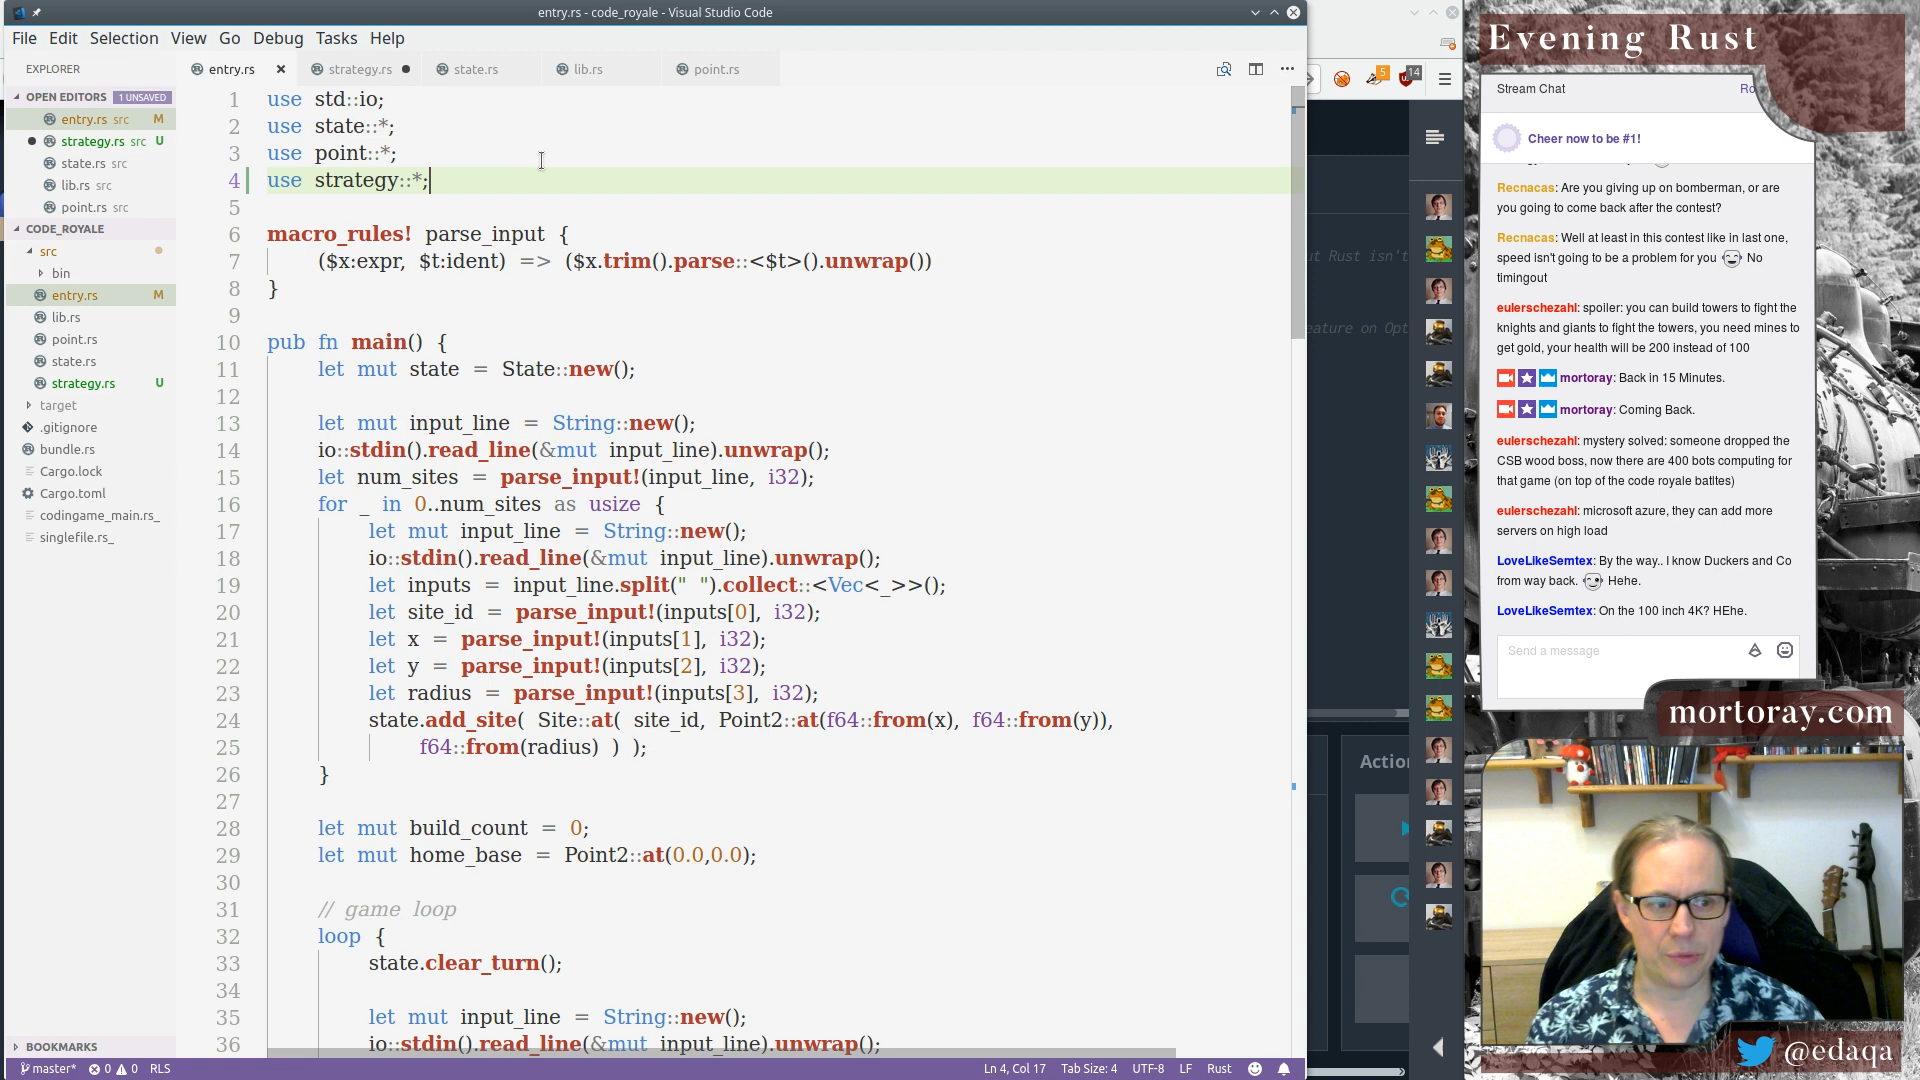 entry.rs - code_royale - Visual Studio Code
File Edit Selection View Go Debug Tasks Help
EXPLORER
OPEN EDITORS 1 UNSAVED
entry.rs src M
strategy.rs src U
state.rs src
lib.rs src
point.rs src
CODE_ROYALE
src
bin
entry.rs M
lib.rs
point.rs
state.rs
strategy.rs U
target
.gitignore
bundle.rs
Cargo.lock
Cargo.toml
codingame_main.rs_
singlefile.rs_
BOOKMARKS
entry.rs strategy.rs state.rs lib.rs point.rs
1 use std::io;
2 use state::*;
3 use point::*;
4 use strategy::*;
5
6 macro_rules! parse_input {
7 ($x:expr, $t:ident) => ($x.trim().parse::<$t>().unwrap())
8 }
9
10 pub fn main() {
11 let mut state = State::new();
12
13 let mut input_line = String::new();
14 io::stdin().read_line(&mut input_line).unwrap();
15 let num_sites = parse_input!(input_line, i32);
16 for _ in 0..num_sites as usize {
17 let mut input_line = String::new();
18 io::stdin().read_line(&mut input_line).unwrap();
19 let inputs = input_line.split(" ").collect::<Vec<_>>();
20 let site_id = parse_input!(inputs[0], i32);
21 let x = parse_input!(inputs[1], i32);
22 let y = parse_input!(inputs[2], i32);
23 let radius = parse_input!(inputs[3], i32);
24 state.add_site( Site::at( site_id, Point2::at(f64::from(x), f64::from(y)),
25 f64::from(radius) ) );
26 }
27
28 let mut build_count = 0;
29 let mut home_base = Point2::at(0.0,0.0);
30
31 // game loop
32 loop {
33 state.clear_turn();
34
35 let mut input_line = String::new();
36 io::stdin().read_line(&mut input_line).unwrap();
master* 0 0 RLS
Ln 4, Col 17 Tab Size: 4 UTF-8 LF Rust
5 14
ut Rust isn't
eature on Opt
Action
Evening Rust
Stream Chat
Ro
Cheer now to be #1!
Recnacas: Are you giving up on bomberman, or are
you going to come back after the contest?
Recnacas: Well at least in this contest like in last one,
speed isn't going to be a problem for you No
timingout
eulerschezahl: spoiler: you can build towers to fight the
knights and giants to fight the towers, you need mines to
get gold, your health will be 200 instead of 100
mortoray: Back in 15 Minutes.
mortoray: Coming Back.
eulerschezahl: mystery solved: someone dropped the
CSB wood boss, now there are 400 bots computing for
that game (on top of the code royale batltes)
eulerschezahl: microsoft azure, they can add more
servers on high load
LoveLikeSemtex: By the way.. I know Duckers and Co
from way back. Hehe.
LoveLikeSemtex: On the 100 inch 4K? HEhe.
Send a message
mortoray.com
@edaqa